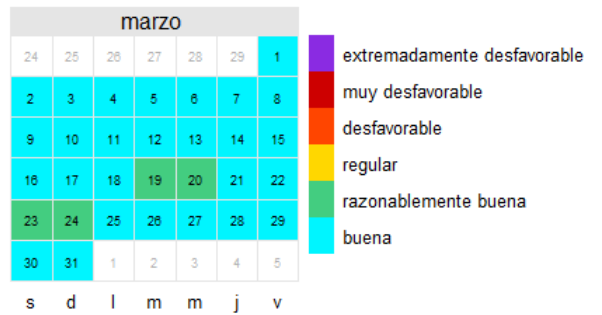 marzo
24 25 26 27 28 29 1
2 3 4 5 6 7 8
9 10 11 12 13 14 15
16 17 18 19 20 21 22
23 24 25 26 27 28 29
30 31 1 2 3 4 5
s d l m m j v
extremadamente desfavorable
muy desfavorable
desfavorable
regular
razonablemente buena
buena